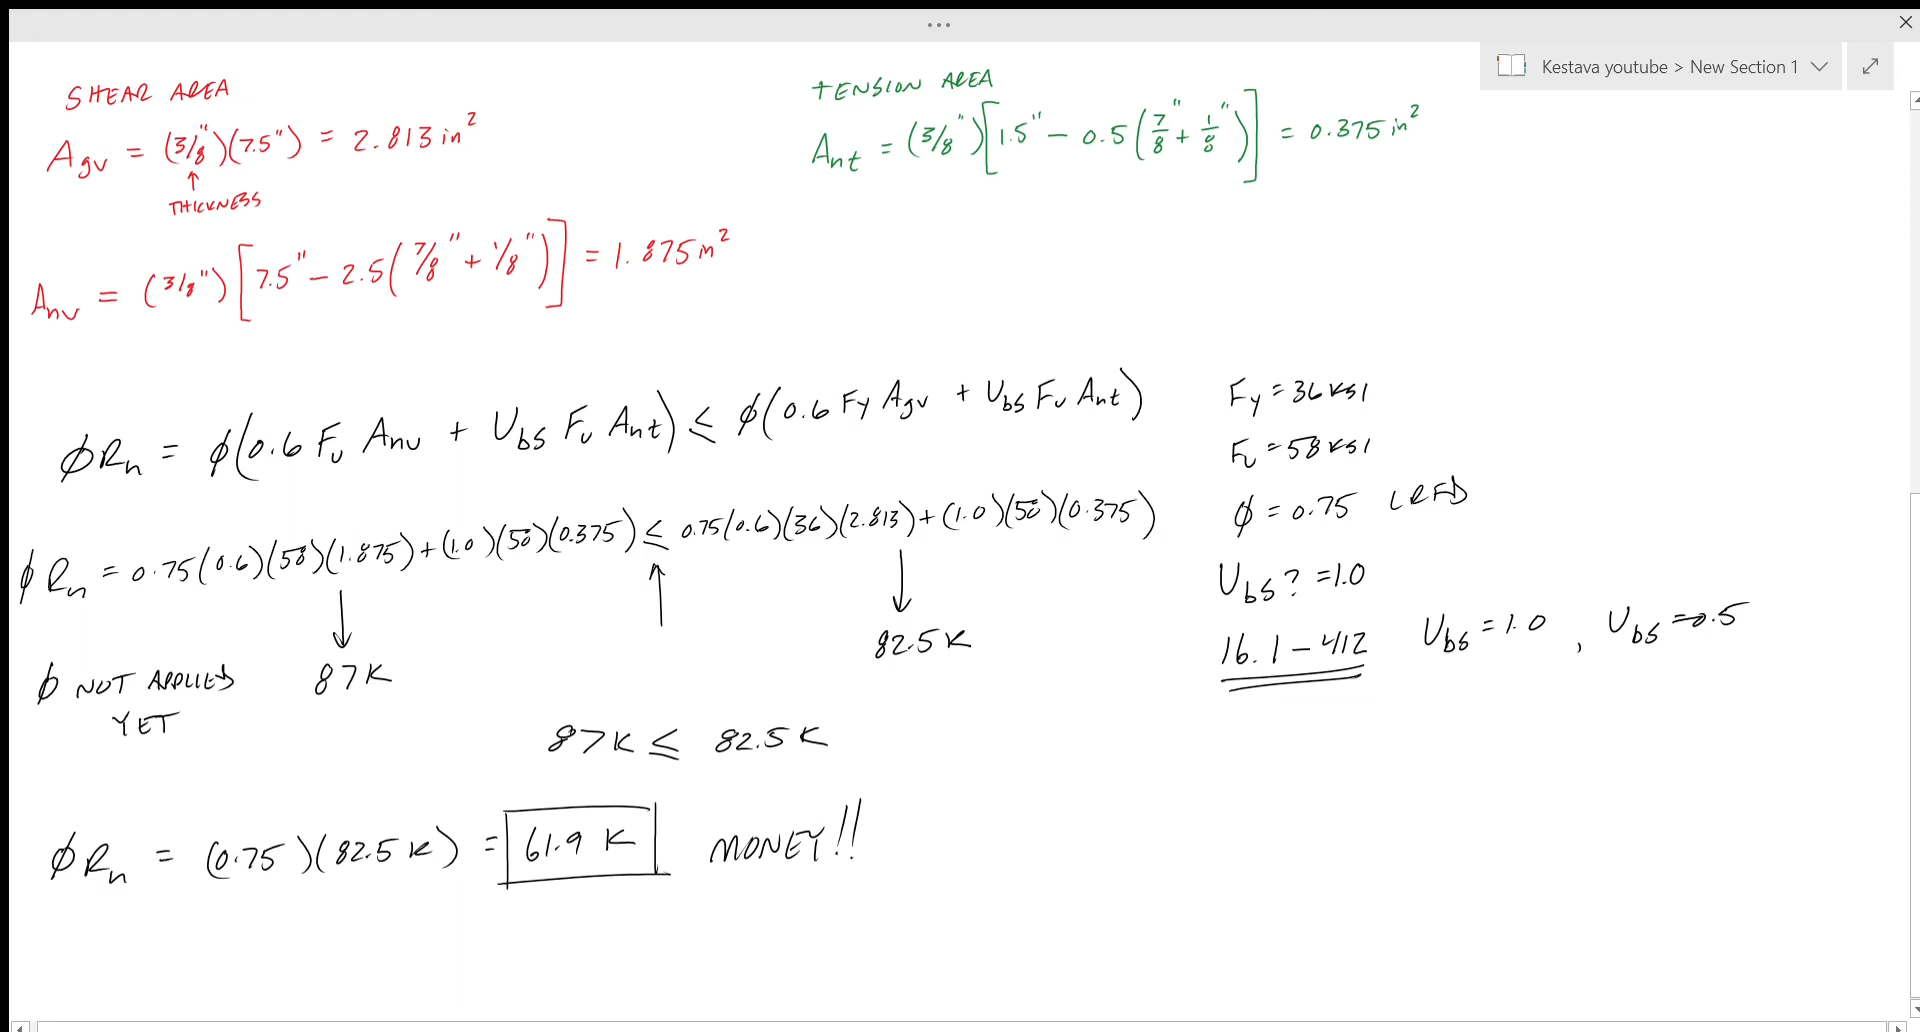 Kestava youtube > New Section 1
SHEAR AREA
Agv = (3/8")(7.5") = 2.813 in²
↑
THICKNESS
Anv = (3/8")[7.5" - 2.5(7/8" + 1/8")] = 1.875 in²
TENSION AREA
Ant = (3/8")[1.5" - 0.5(7/8" + 1/8")] = 0.375 in²
ϕRn = ϕ(0.6 Fu Anv + Ubs Fu Ant) ≤ ϕ(0.6 Fy Agv + Ubs Fu Ant)
ϕRn = 0.75(0.6)(58)(1.875) + (1.0)(58)(0.375) ≤ 0.75(0.6)(36)(2.813) + (1.0)(58)(0.375)
↓ ↑ ↓
82.5 K
ϕ NOT APPLIED 87 K
YET
87 K ≤ 82.5 K
ϕRn = (0.75)(82.5 K) = 61.9 K MONEY!!
Fy = 36 KSI
Fu = 58 KSI
ϕ = 0.75 LRFD
Ubs? = 1.0
16.1-412 Ubs = 1.0, Ubs = 0.5